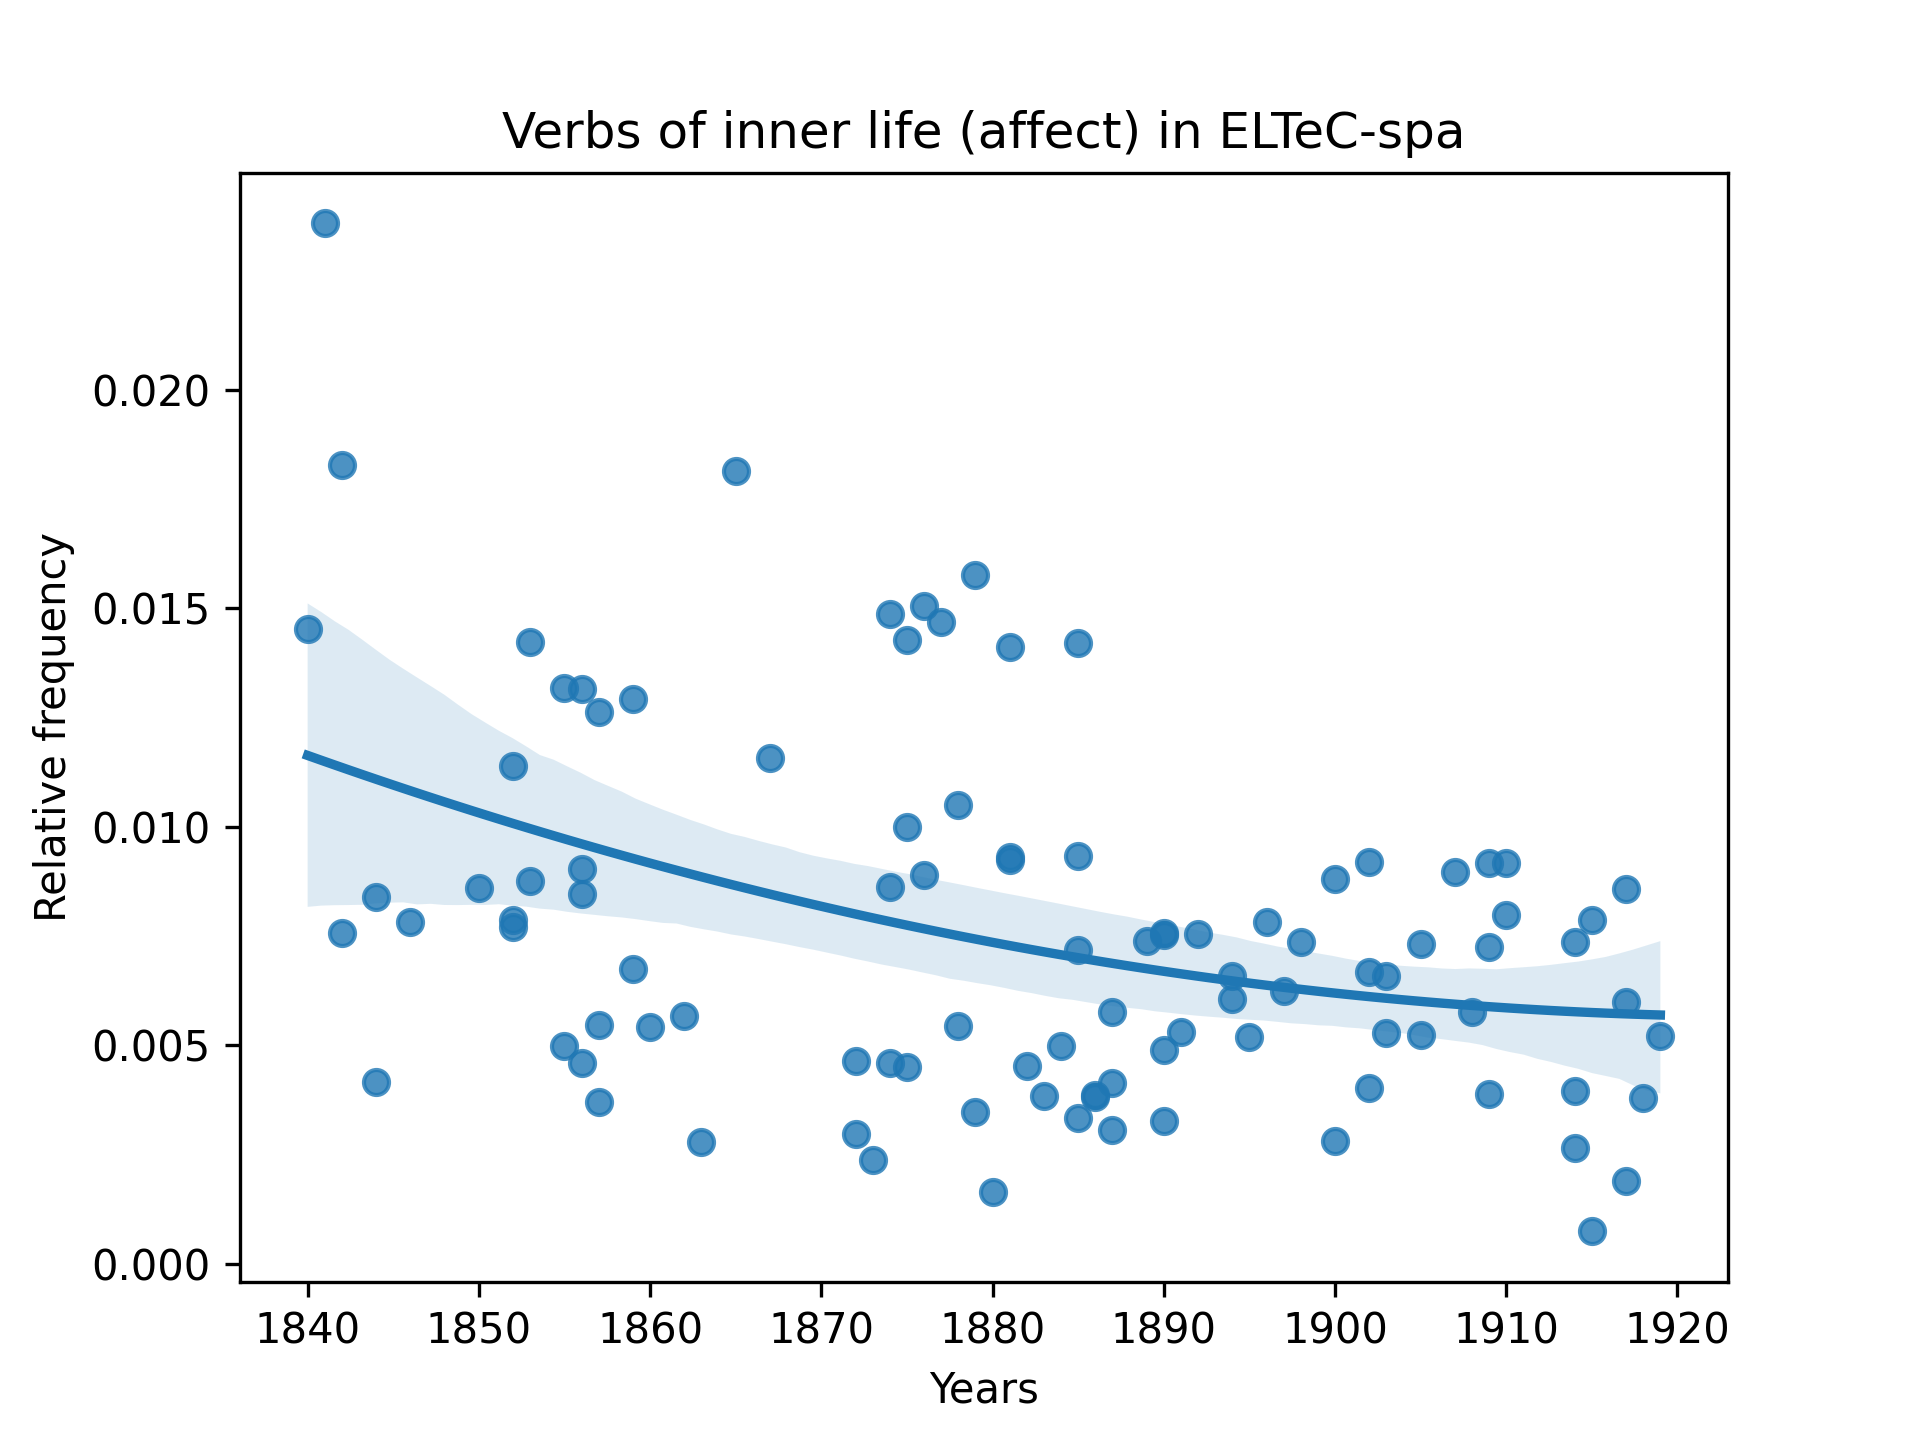 Verbs of inner life (affect) in ELTeC-spa
Relative frequency
0.020
0.015
0.010
0.005
0.000
1840 1850 1860 1870 1880 1890 1900 1910 1920
Years